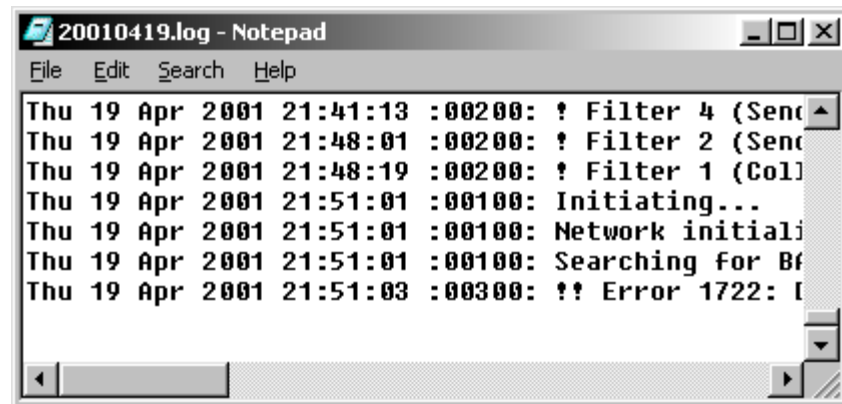 20010419.log - Notepad
File Edit Search Help
Thu 19 Apr 2001 21:41:13 :00200: ! Filter 4 (Send
Thu 19 Apr 2001 21:48:01 :00200: ! Filter 2 (Send
Thu 19 Apr 2001 21:48:19 :00200: ! Filter 1 (Coll
Thu 19 Apr 2001 21:51:01 :00100: Initiating...
Thu 19 Apr 2001 21:51:01 :00100: Network initiali
Thu 19 Apr 2001 21:51:01 :00100: Searching for
Thu 19 Apr 2001 21:51:03 :00300: !! Error 1722: